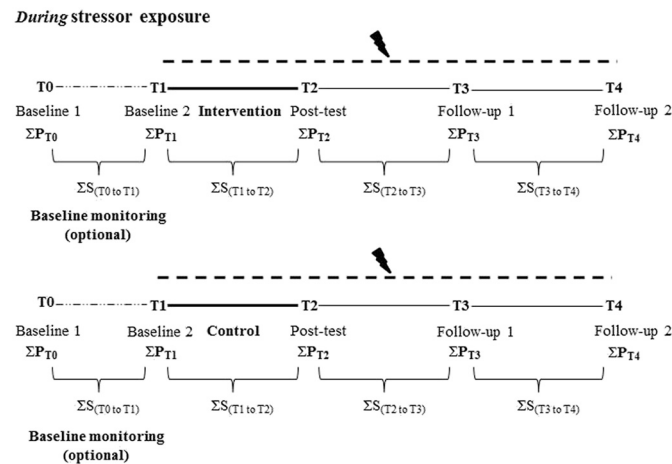 During stressor exposure
T0 T1 T2 T3 T4
Baseline 1 Baseline 2 Intervention Post-test Follow-up 1 Follow-up 2
ΣPT0 ΣPT1 ΣPT2 ΣPT3 ΣPT4
ΣS(T0 to T1) ΣS(T1 to T2) ΣS(T2 to T3) ΣS(T3 to T4)
Baseline monitoring
(optional)
T0 T1 T2 T3 T4
Baseline 1 Baseline 2 Control Post-test Follow-up 1 Follow-up 2
ΣPT0 ΣPT1 ΣPT2 ΣPT3 ΣPT4
ΣS(T0 to T1) ΣS(T1 to T2) ΣS(T2 to T3) ΣS(T3 to T4)
Baseline monitoring
(optional)